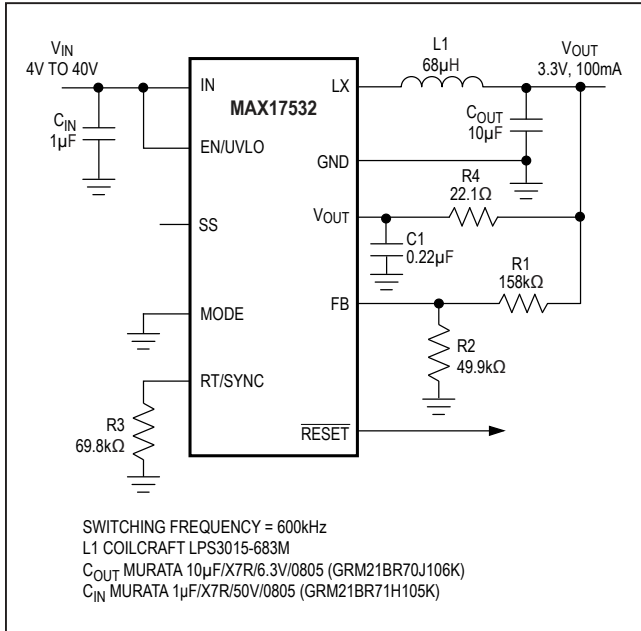 VIN
4V TO 40V
CIN
1µF
IN
EN/UVLO
SS
MODE
RT/SYNC
R3
69.8kΩ
MAX17532
LX
GND
VOUT
FB
RESET
L1
68µH
VOUT
3.3V, 100mA
COUT
10µF
R4
22.1Ω
C1
0.22µF
R1
158kΩ
R2
49.9kΩ
SWITCHING FREQUENCY = 600kHz
L1 COILCRAFT LPS3015-683M
COUT MURATA 10µF/X7R/6.3V/0805 (GRM21BR70J106K)
CIN MURATA 1µF/X7R/50V/0805 (GRM21BR71H105K)